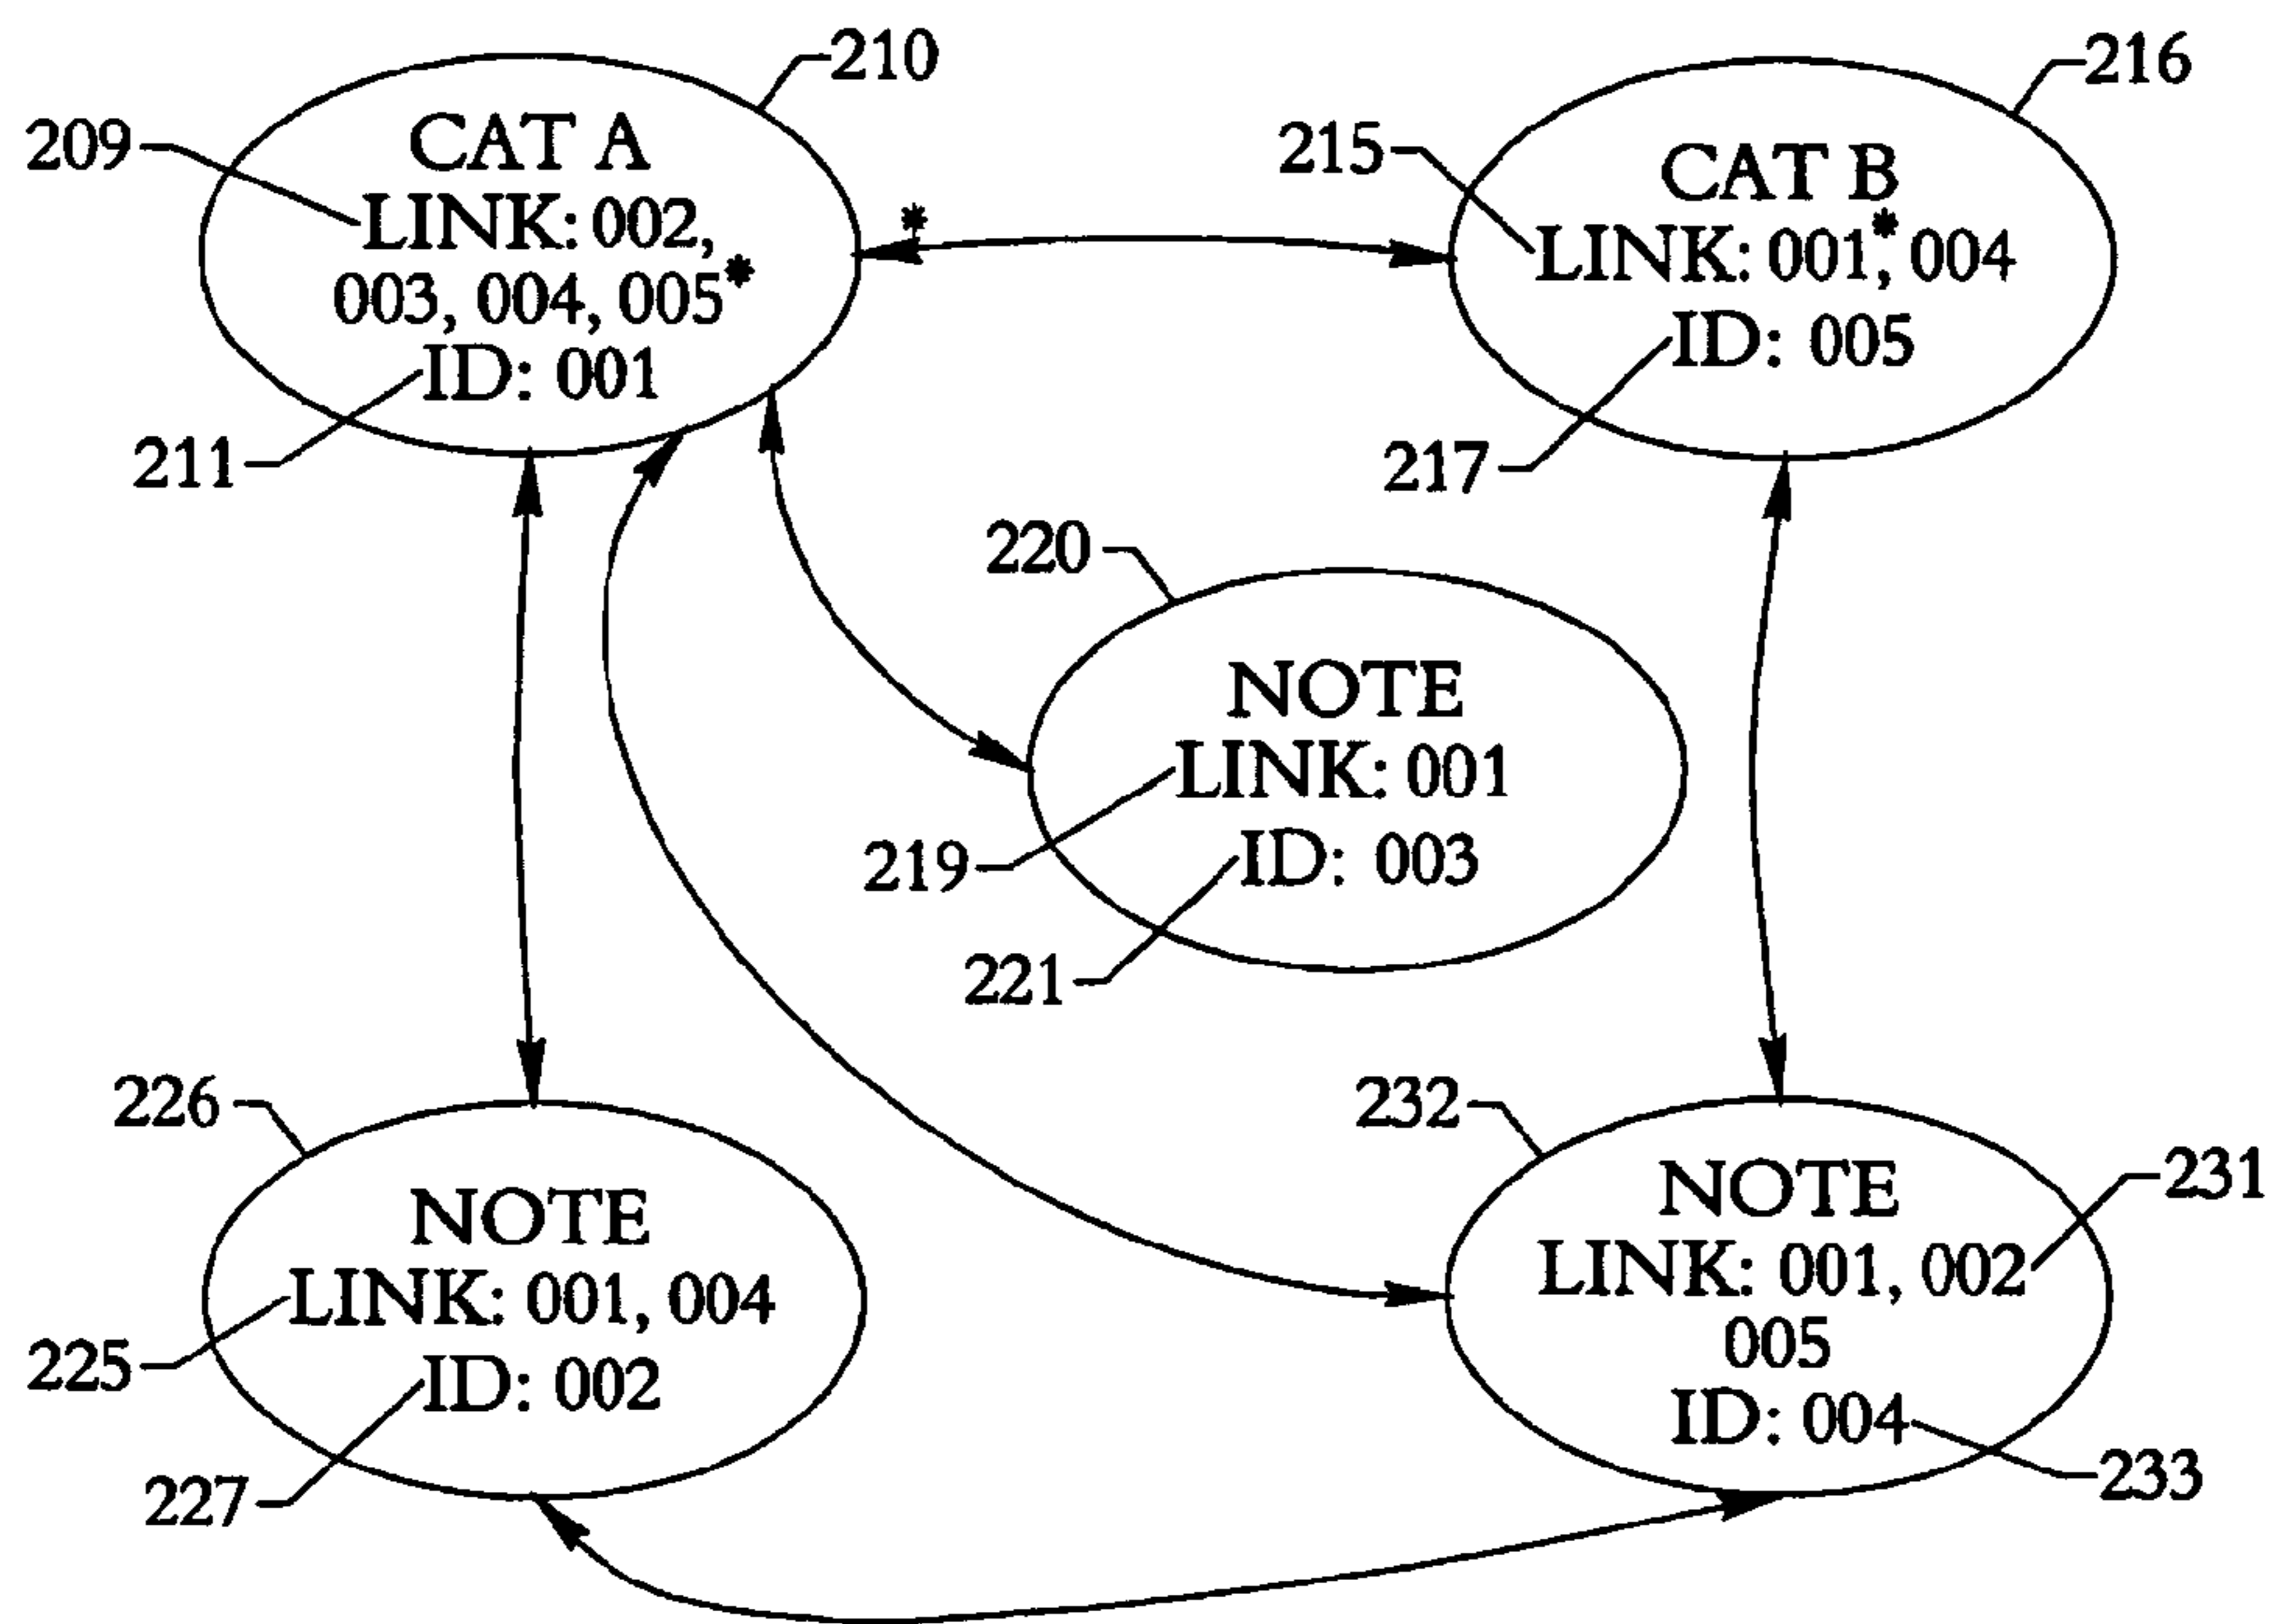 210
216
209
CAT A
LINK: 002,
003, 004, 005*
ID: 001
211
*
215
CAT B
LINK: 001*, 004
ID: 005
217
220
NOTE
LINK: 001
ID: 003
219
221
226
NOTE
LINK: 001, 004
ID: 002
225
227
232
NOTE
LINK: 001, 002
005
ID: 004
231
233